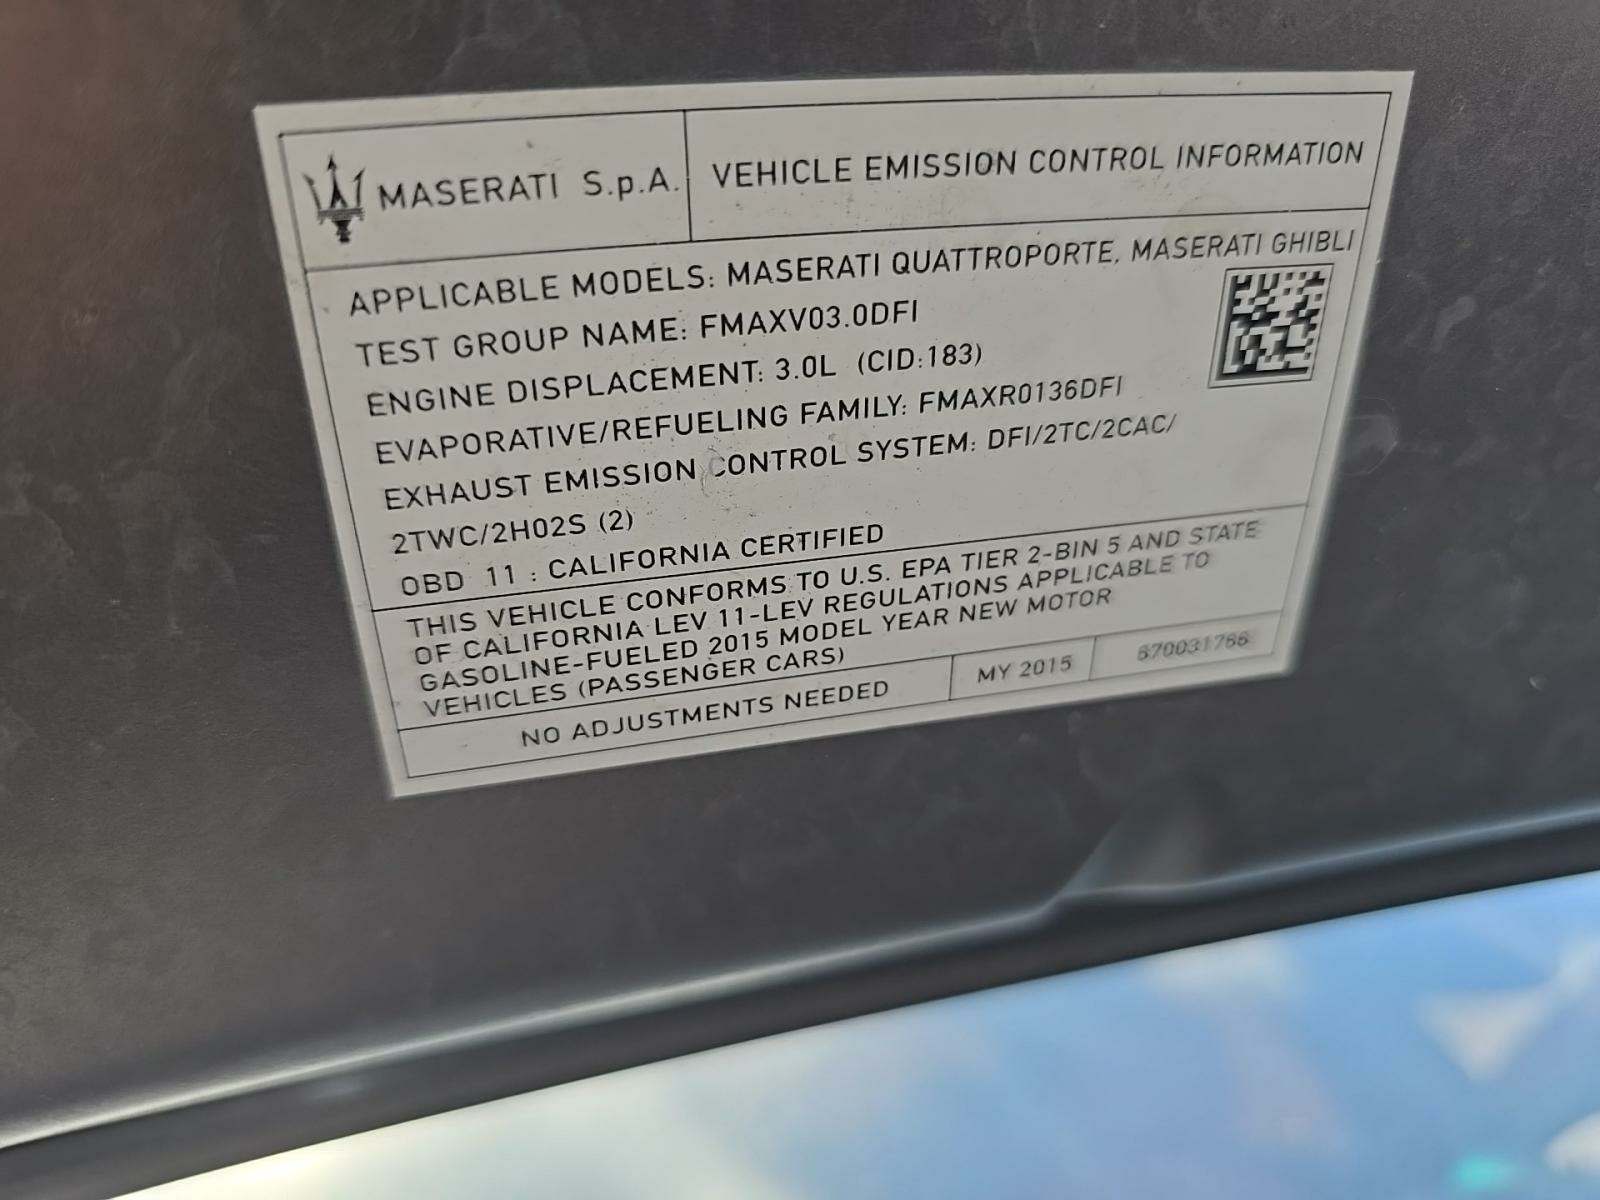 MASERATI S.p.A.
VEHICLE EMISSION CONTROL INFORMATION
APPLICABLE MODELS: MASERATI QUATTROPORTE, MASERATI GHIBLI
TEST GROUP NAME: FMAXV03.0DFI
ENGINE DISPLACEMENT: 3.0L (CID:183)
EVAPORATIVE/REFUELING FAMILY: FMAXR0136DFI
EXHAUST EMISSION CONTROL SYSTEM: DFI/2TC/2CAC/
2TWC/2H02S (2)
OBD 11 : CALIFORNIA CERTIFIED
THIS VEHICLE CONFORMS TO U.S. EPA TIER 2-BIN 5 AND STATE
OF CALIFORNIA LEV 11-LEV REGULATIONS APPLICABLE TO
GASOLINE-FUELED 2015 MODEL YEAR NEW MOTOR
VEHICLES (PASSENGER CARS)
NO ADJUSTMENTS NEEDED
MY 2015